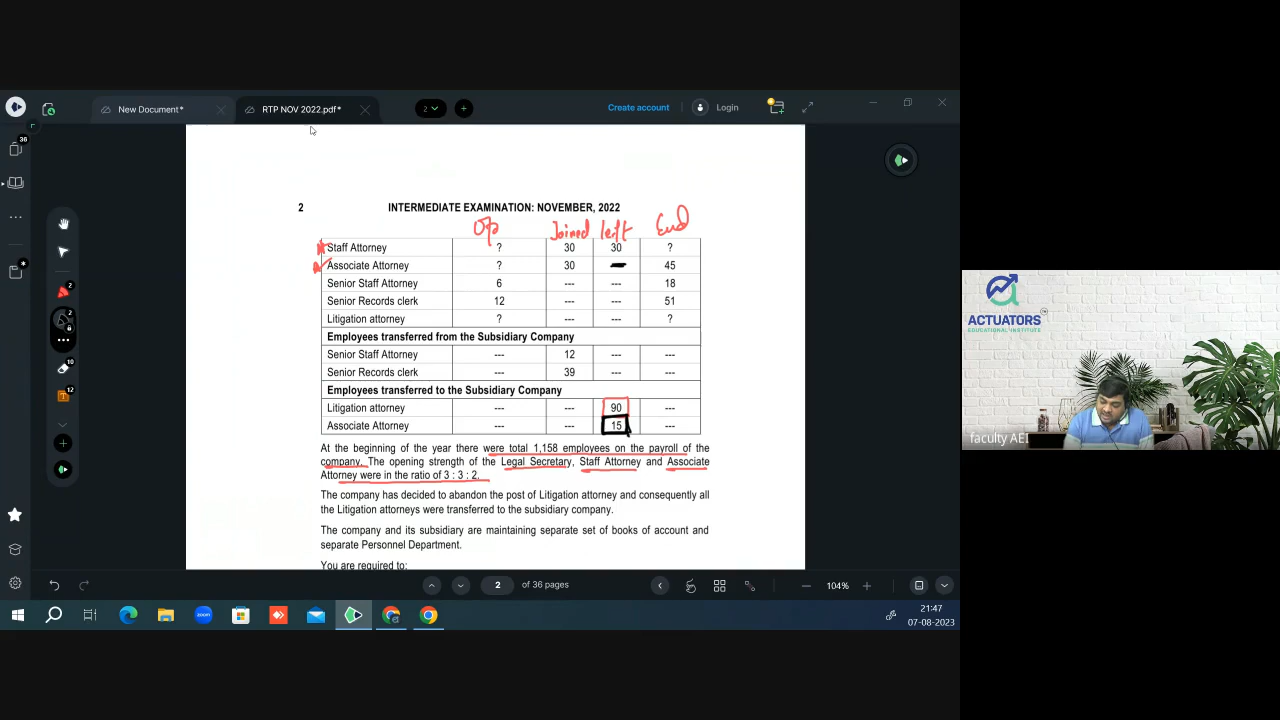 New Document*
RTP NOV 2022.pdf*
2
Create account
Login
36
2 INTERMEDIATE EXAMINATION: NOVEMBER, 2022
Op Joined left End
Staff Attorney ? 30 30 ?
Associate Attorney ? 30 45
Senior Staff Attorney 6 --- --- 18
Senior Records clerk 12 --- --- 51
Litigation attorney ? --- --- ?
Employees transferred from the Subsidiary Company
Senior Staff Attorney --- 12 --- ---
Senior Records clerk --- 39 --- ---
Employees transferred to the Subsidiary Company
Litigation attorney --- --- 90 ---
Associate Attorney --- --- 15 ---
At the beginning of the year there were total 1,158 employees on the payroll of the
company. The opening strength of the Legal Secretary, Staff Attorney and Associate
Attorney were in the ratio of 3 : 3 : 2.
The company has decided to abandon the post of Litigation attorney and consequently all
the Litigation attorneys were transferred to the subsidiary company.
The company and its subsidiary are maintaining separate set of books of account and
separate Personnel Department.
You are required to:
2
2
10
12
2 of 36 pages
104%
zoom
21:47
07-08-2023
ACTUATORS
EDUCATIONAL INSTITUTE
faculty AEI